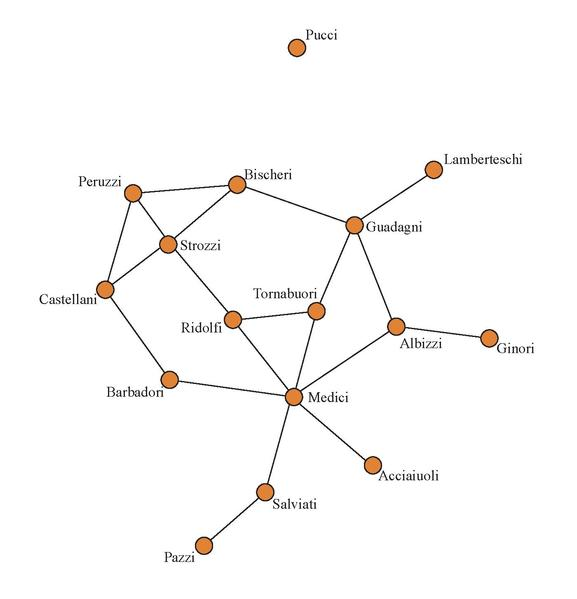 Pucci
Lamberteschi
Bischeri
Peruzzi
Guadagni
Strozzi
Tornabuori
Castellani
Ridolfi
Albizzi
Ginori
Barbadori
Medici
Acciaiuoli
Salviati
Pazzi